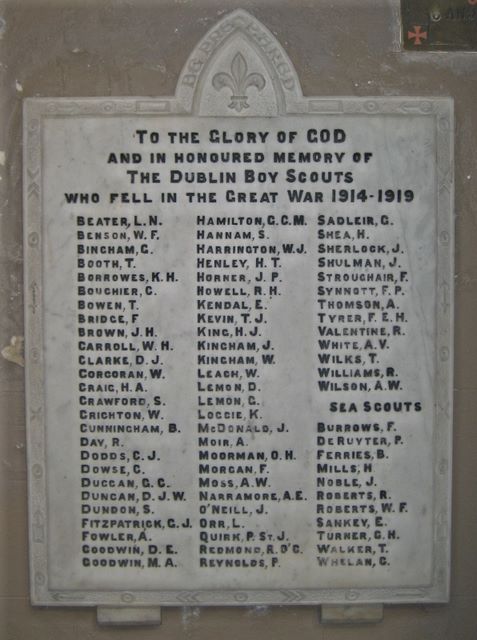 BE PREPARED
TO THE GLORY OF GOD
AND IN HONOURED MEMORY OF
THE DUBLIN BOY SCOUTS
WHO FELL IN THE GREAT WAR 1914-1919
BEATER, L.N.
BENSON, W.F.
BINGHAM, G.
BOOTH, T.
BORROWES, K.H.
BOUCHIER, C.
BOWEN, T.
BRIDGE, F
BROWN, J.H.
CARROLL, W.H.
CLARKE, D.J.
CORCORAN, W.
CRAIG, H.A.
CRAWFORD, S.
CRICHTON, W.
CUNNINGHAM, B.
DAY, R.
DODDS, C.J.
DOWSE, C.
DUGGAN, G.C.
DUNCAN, D.J.W.
DUNDON, S.
FITZPATRICK, G.J.
FOWLER, A.
GOODWIN, D.E.
GOODWIN, M.A.
HAMILTON, G.C.M.
HANNAM, S.
HARRINGTON, W.J.
HENLEY, H.T.
HORNER, J.P.
HOWELL, R.H.
KENDAL, E.
KEVIN, T.J.
KING, H.J.
KINGHAM, J.
KINGHAM, W.
LEACH, W.
LEMON, D.
LEMON, G.
LOGGIE, K.
MCDONALD, J.
MOIR, A.
MOORMAN, O.H.
MORGAN, F.
MOSS, A.W.
NARRAMORE, A.E.
O'NEILL, J.
ORR, L.
QUIRK, P. ST. J.
REDMOND, R. O'C.
REYNOLDS, P.
SADLEIR, G.
SHEA, H.
SHERLOCK, J.
SHULMAN, J.
STROUGHAIR, F.
SYNNOTT, F.P.
THOMSON, A.
TYRER, F.E.H.
VALENTINE, R.
WHITE, A.V.
WILKS, T.
WILLIAMS, R.
WILSON, A.W.
SEA SCOUTS
BURROWS, F.
DE RUYTER, P.
FERRIES, B.
MILLS, H
NOBLE, J.
ROBERTS, R.
ROBERTS, W.F.
SANKEY, E.
TURNER, G.H.
WALKER, T.
WHELAN, G.